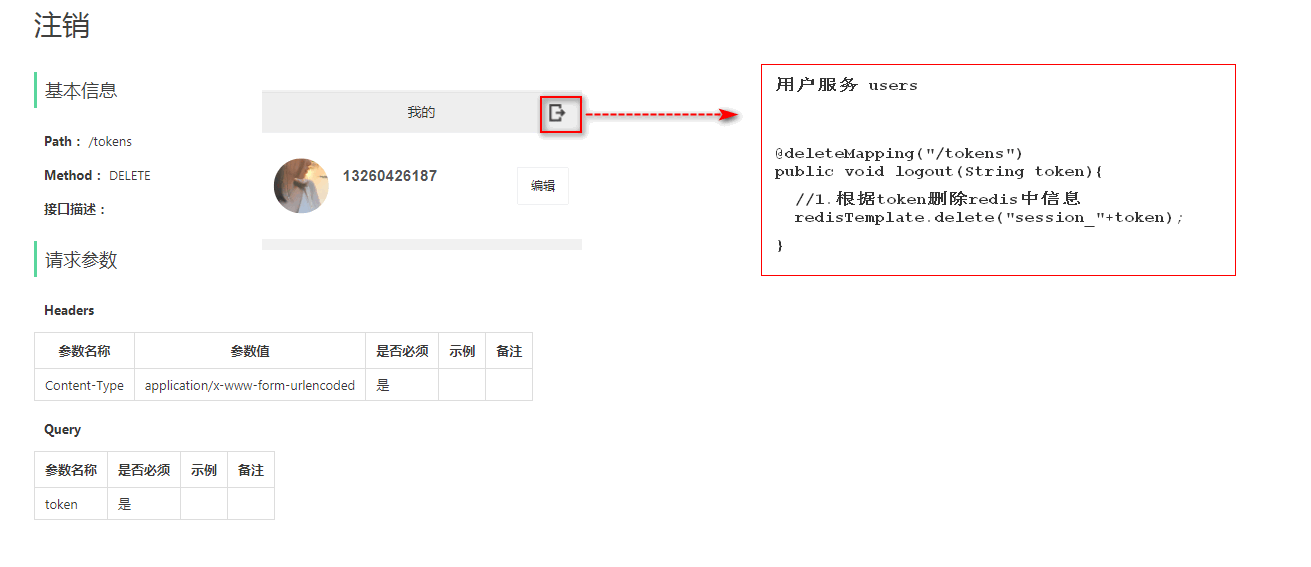 注销
基本信息
Path： /tokens
Method： DELETE
接口描述：
我的
13260426187
编辑
用户服务 users
@deleteMapping("/tokens")
public void logout(String token){
//1.根据token删除redis中信息
redisTemplate.delete("session_"+token);
}
请求参数
Headers
参数名称 参数值 是否必须 示例 备注
Content-Type application/x-www-form-urlencoded 是
Query
参数名称 是否必须 示例 备注
token 是